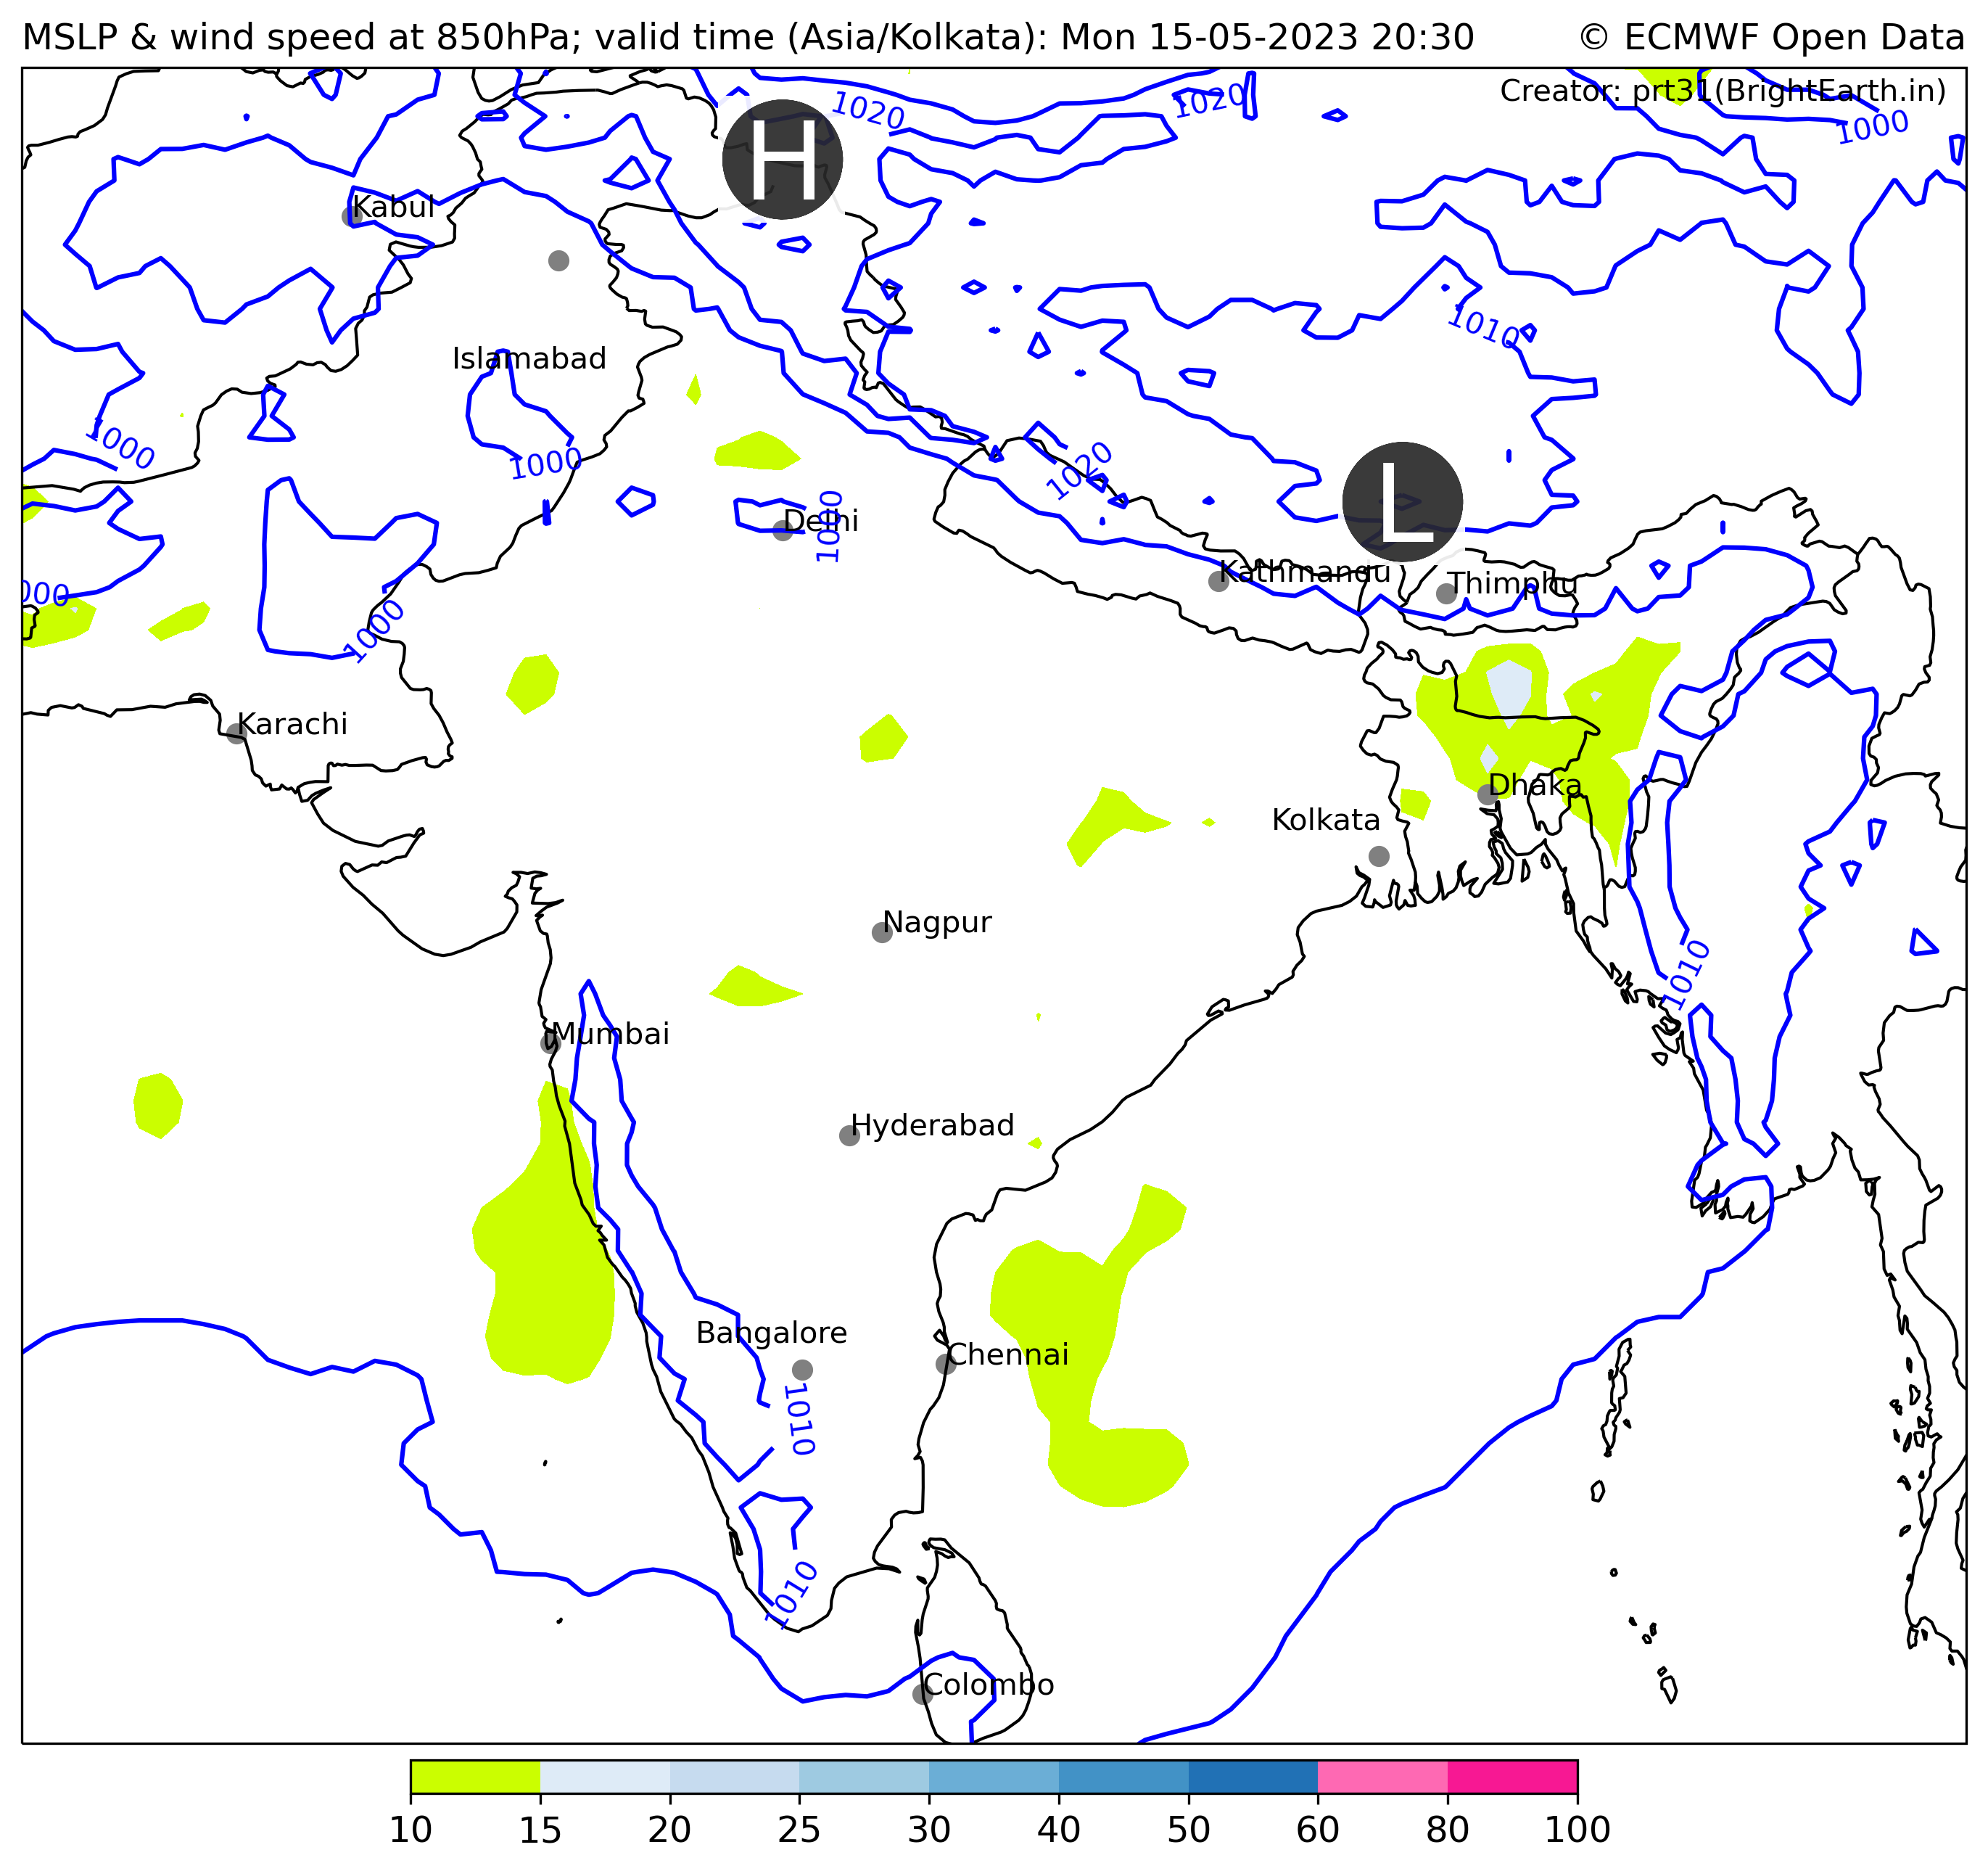 MSLP & wind speed at 850hPa; valid time (Asia/Kolkata): Mon 15-05-2023 20:30 © ECMWF Open Data
Creator: prt31(BrightEarth.in)
1020
1020
1000
H
Kabul
1010
Islamabad
1000
1000
1020
L
Delhi
1000
Kathmandu
Thimphu
000
1000
Karachi
Dhaka
Kolkata
Nagpur
1010
Mumbai
Hyderabad
Bangalore
Chennai
1010
1010
Colombo
10 15 20 25 30 40 50 60 80 100